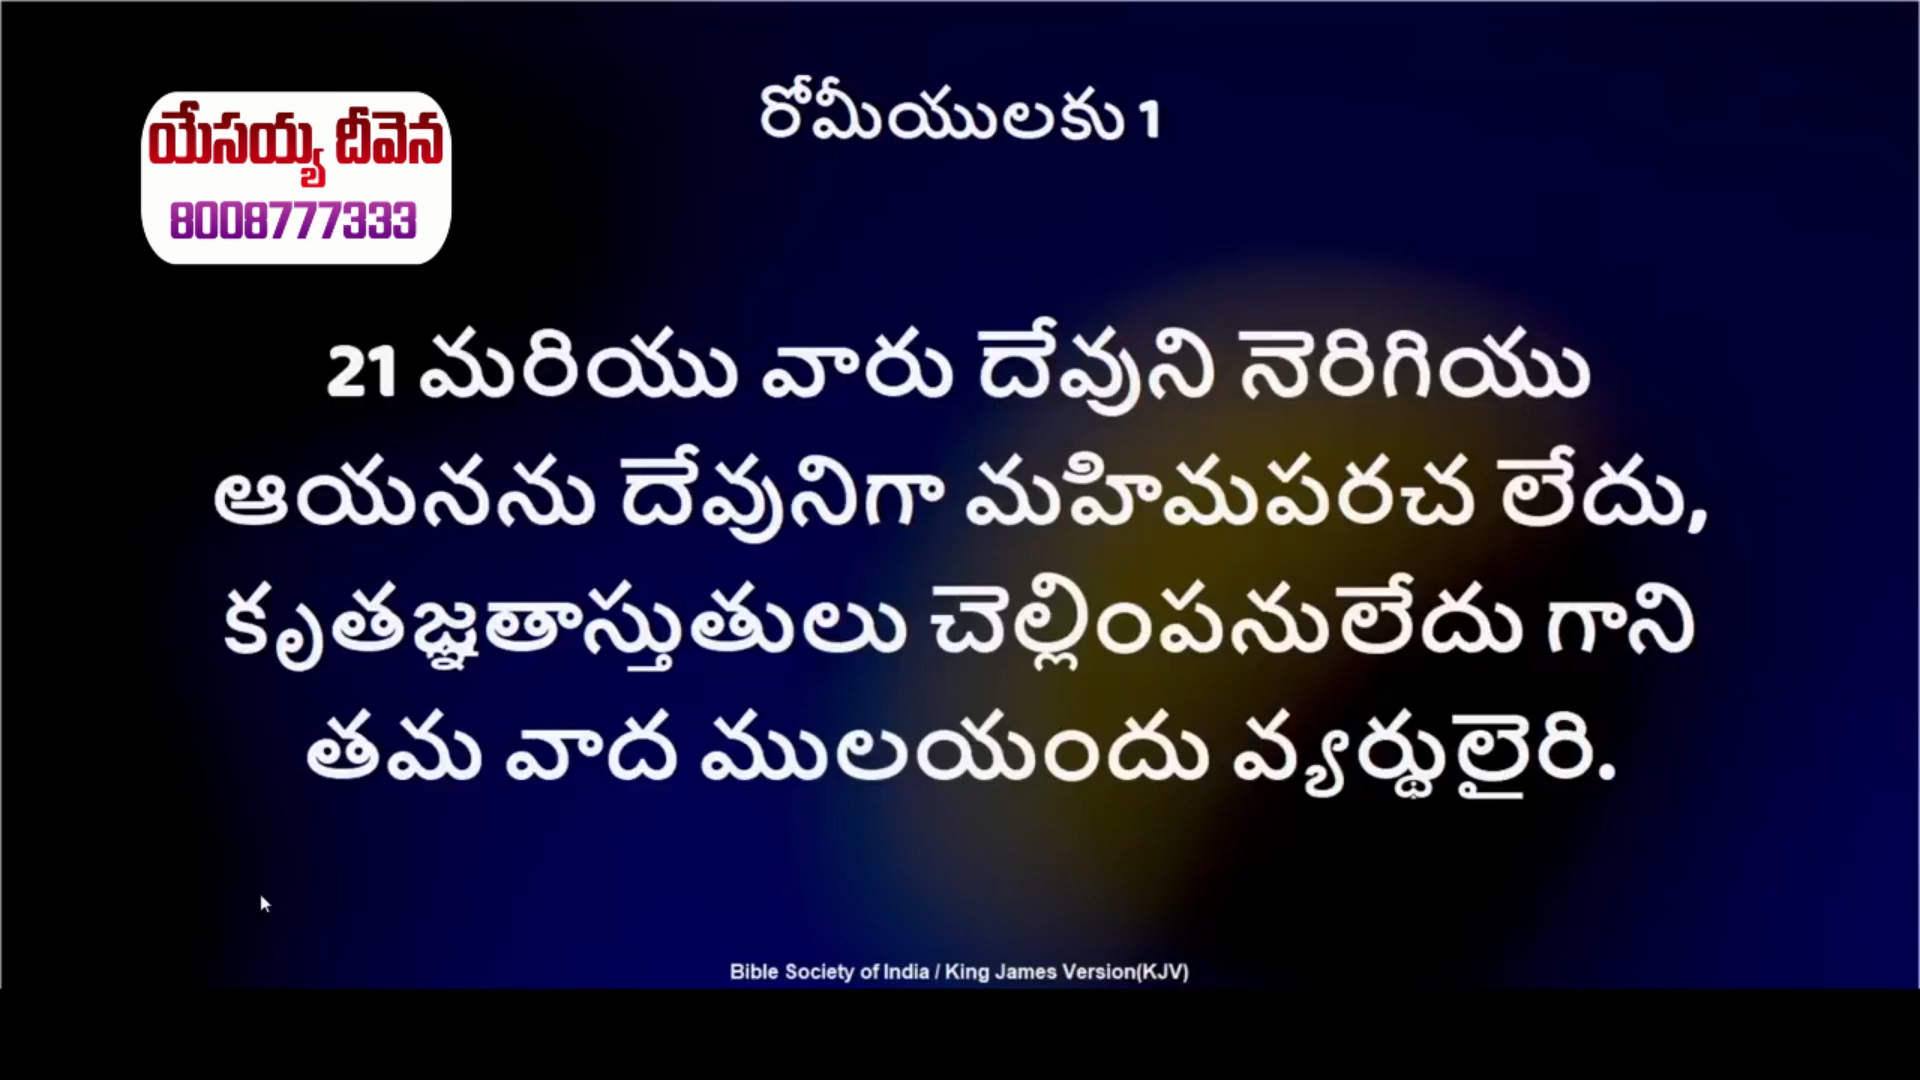 రోమీయులకు 1
యేసయ్య దీవెన
8008777333
21 మరియు వారు దేవుని నెరిగియు
ఆయనను దేవునిగా మహిమపరచ లేదు,
కృతజ్ఞతాస్తుతులు చెల్లింపనులేదు గాని
తమ వాద ములయందు వ్యర్థులైరి.
Bible Society of India / King James Version(KJV)